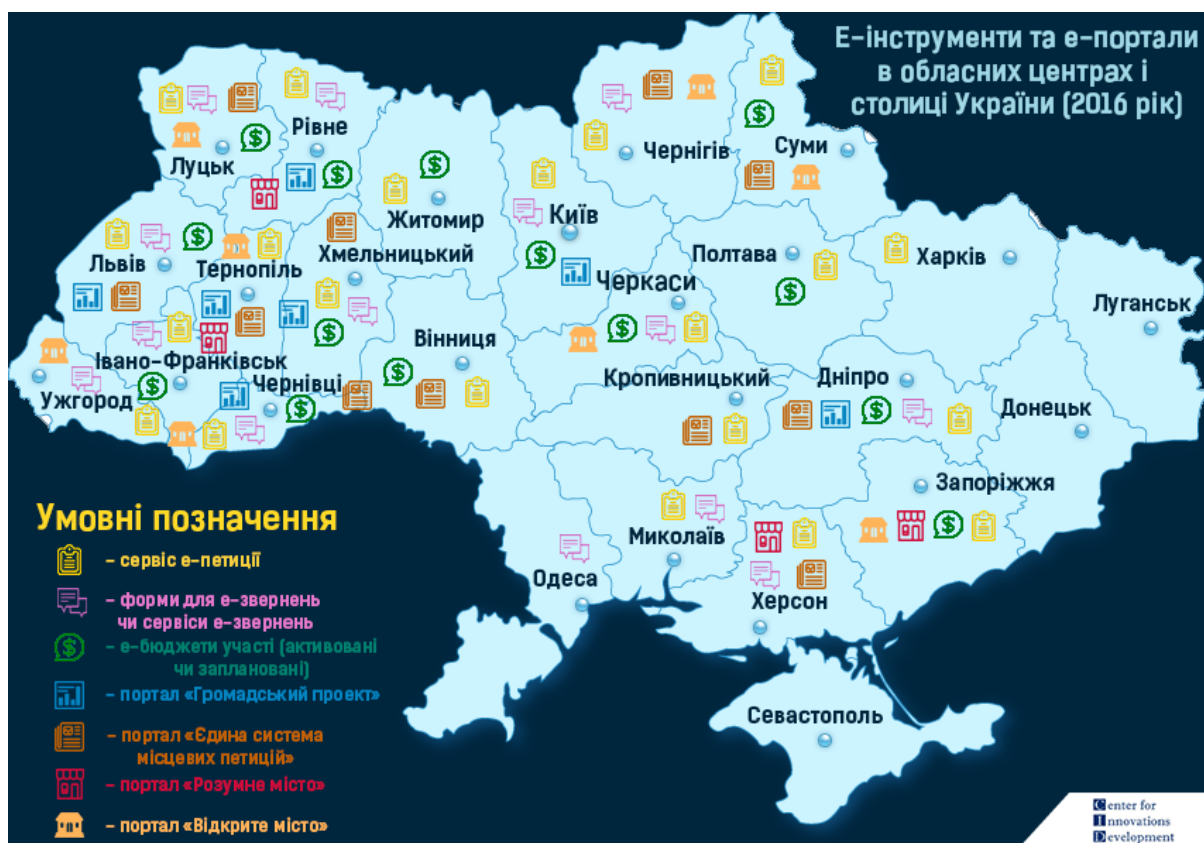 Е-інструменти та е-портали
в обласних центрах і
столиці України (2016 рік)
Луцьк
Рівне
Житомир
Чернігів
Суми
Київ
Львів
Тернопіль
Хмельницький
Черкаси
Полтава
Харків
Луганськ
Вінниця
Івано-Франківськ
Ужгород
Чернівці
Кропивницький
Дніпро
Донецьк
Запоріжжя
Миколаїв
Одеса
Херсон
Севастополь
Умовні позначення
– сервіс е-петиції
– форми для е-звернень
чи сервіси е-звернень
– е-бюджети участі (активовані
чи заплановані)
– портал «Громадський проект»
– портал «Єдина система
місцевих петицій»
– портал «Розумне місто»
– портал «Відкрите місто»
Center for
Innovations
Development